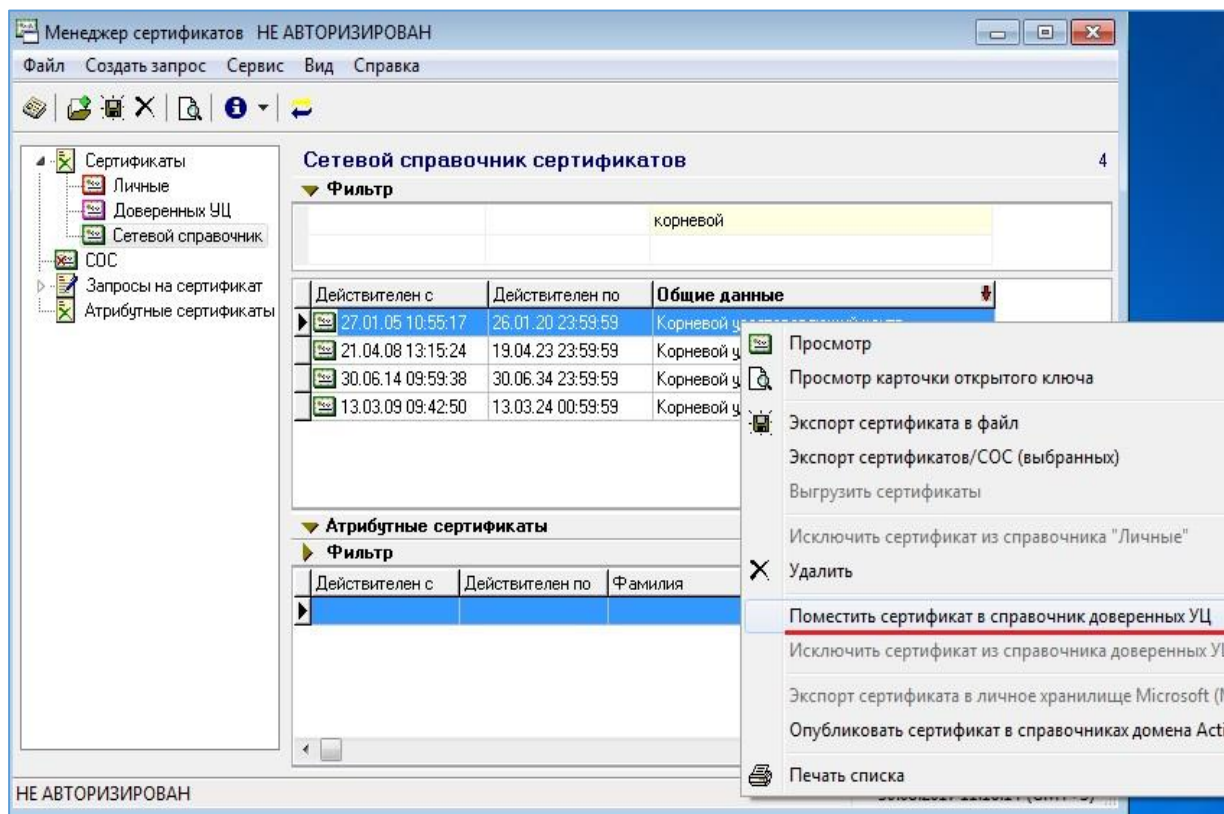 Менеджер сертификатов НЕ АВТОРИЗИРОВАН
Файл Создать запрос Сервис Вид Справка
Сертификаты
Личные
Доверенных УЦ
Сетевой справочник
СОС
Запросы на сертификат
Атрибутные сертификаты
Сетевой справочник сертификатов 4
Фильтр
корневой
Действителен с Действителен по Общие данные
27.01.05 10:55:17 26.01.20 23:59:59 Корневой
21.04.08 13:15:24 19.04.23 23:59:59 Корневой
30.06.14 09:59:38 30.06.34 23:59:59 Корневой
13.03.09 09:42:50 13.03.24 00:59:59 Корневой
Атрибутные сертификаты
Фильтр
Действителен с Действителен по Фамилия
Просмотр
Просмотр карточки открытого ключа
Экспорт сертификата в файл
Экспорт сертификатов/СОС (выбранных)
Выгрузить сертификаты
Исключить сертификат из справочника "Личные"
Удалить
Поместить сертификат в справочник доверенных УЦ
Исключить сертификат из справочника доверенных
Экспорт сертификата в личное хранилище Microsoft
Опубликовать сертификат в справочниках домена Acti
Печать списка
НЕ АВТОРИЗИРОВАН